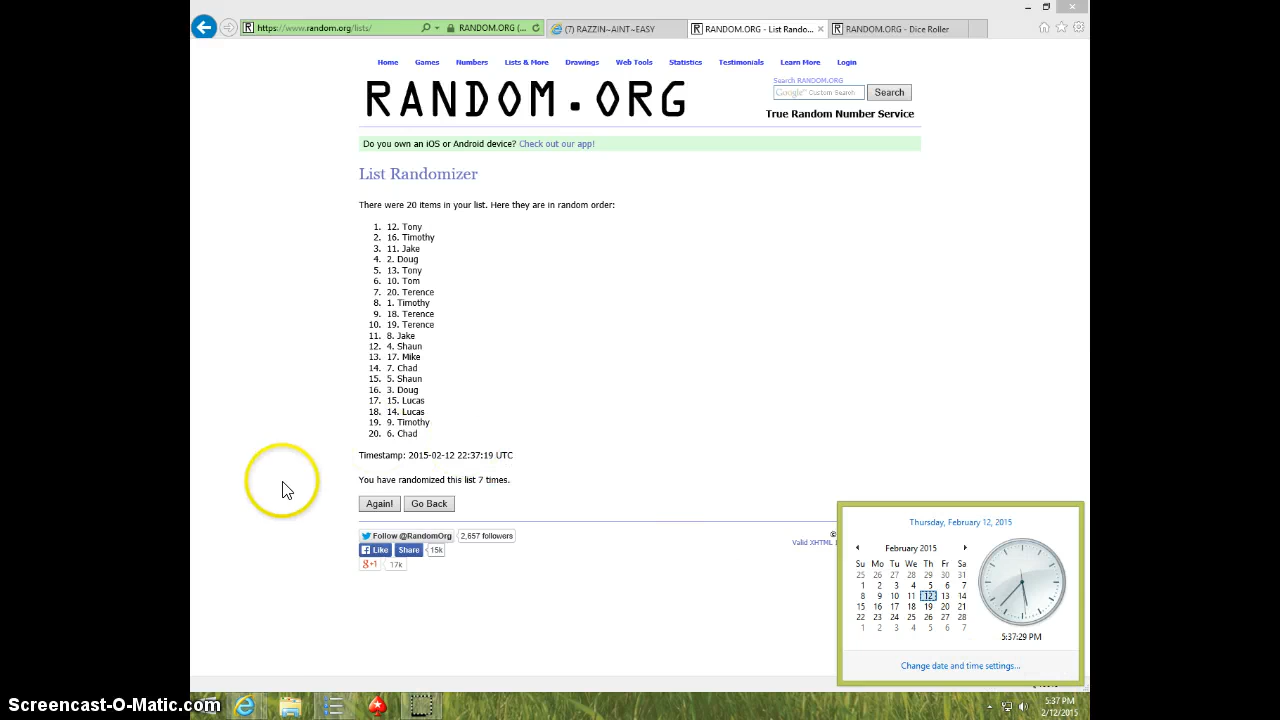 https://www.random.org/lists/
RANDOM.ORG (...
(7) RAZZIN~AINT~EASY
RANDOM.ORG - List Rando...
RANDOM.ORG - Dice Roller
Home Games Numbers Lists & More Drawings Web Tools Statistics Testimonials Learn More Login
Search RANDOM.ORG
RANDOM.ORG
Google™ Custom Search
Search
True Random Number Service
Do you own an iOS or Android device? Check out our app!
List Randomizer
There were 20 items in your list. Here they are in random order:
1. 12. Tony
2. 16. Timothy
3. 11. Jake
4. 2. Doug
5. 13. Tony
6. 10. Tom
7. 20. Terence
8. 1. Timothy
9. 18. Terence
10. 19. Terence
11. 8. Jake
12. 4. Shaun
13. 17. Mike
14. 7. Chad
15. 5. Shaun
16. 3. Doug
17. 15. Lucas
18. 14. Lucas
19. 9. Timothy
20. 6. Chad
Timestamp: 2015-02-12 22:37:19 UTC
You have randomized this list 7 times.
Again! Go Back
Follow @RandomOrg 2,657 followers
Like Share 15k
g+1 17k
©
Valid XHTML 1
Thursday, February 12, 2015
February 2015
Su Mo Tu We Th Fr Sa
25 26 27 28 29 30 31
1 2 3 4 5 6 7
8 9 10 11 12 13 14
15 16 17 18 19 20 21
22 23 24 25 26 27 28
1 2 3 4 5 6 7
5:37:29 PM
Change date and time settings...
5:37 PM
2/12/2015
Screencast-O-Matic.com